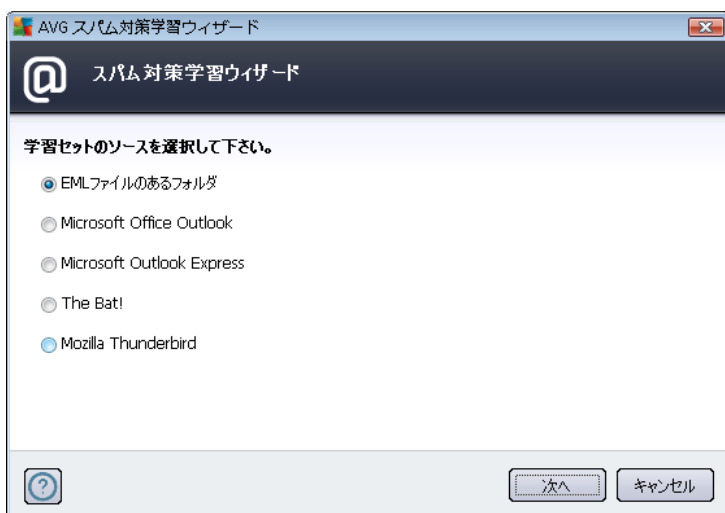 AVG スパム対策学習ウィザード
スパム対策学習ウィザード
学習セットのソースを選択して下さい。
EMLファイルのあるフォルダ
Microsoft Office Outlook
Microsoft Outlook Express
The Bat!
Mozilla Thunderbird
次へ
キャンセル